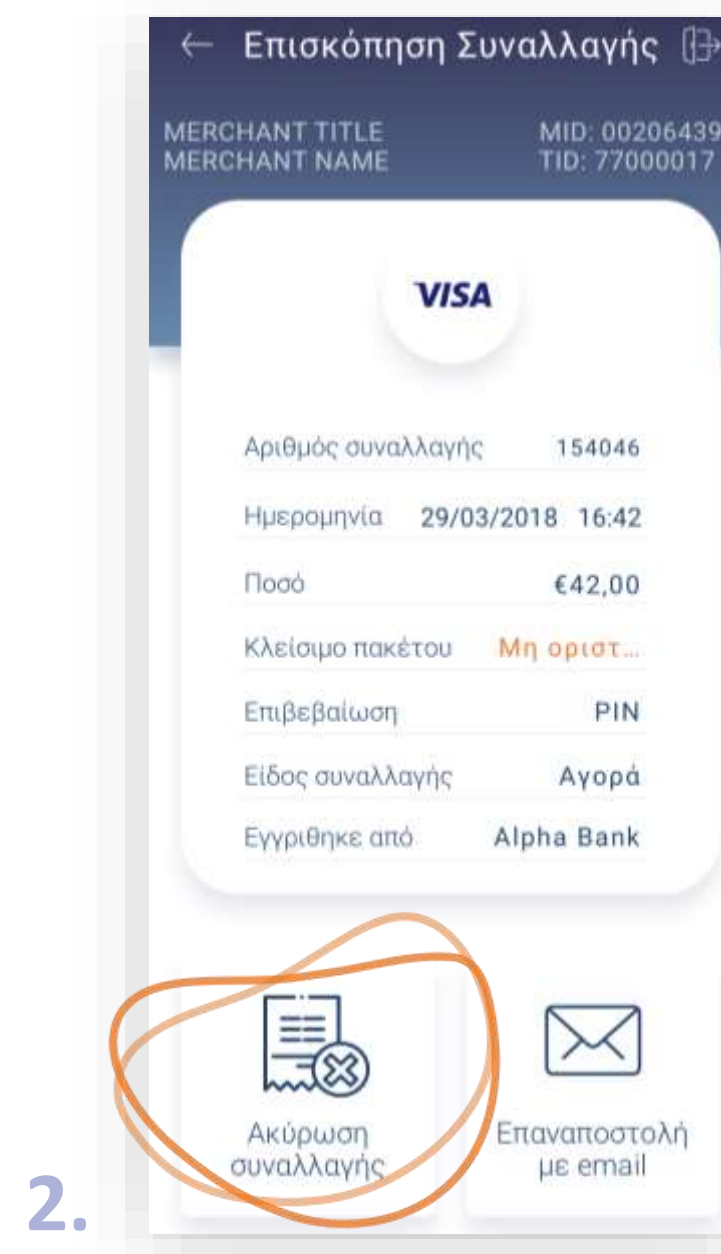 ← Επισκόπηση Συναλλαγής
MERCHANT TITLE MID: 00206439
MERCHANT NAME TID: 77000017
VISA
Αριθμός συναλλαγής 154046
Ημερομηνία 29/03/2018 16:42
Ποσό €42,00
Κλείσιμο πακέτου Μη οριστ...
Επιβεβαίωση PIN
Είδος συναλλαγής Αγορά
Εγγριθηκε από Alpha Bank
Ακύρωση
συναλλαγής
Επαναποστολή
με email
2.